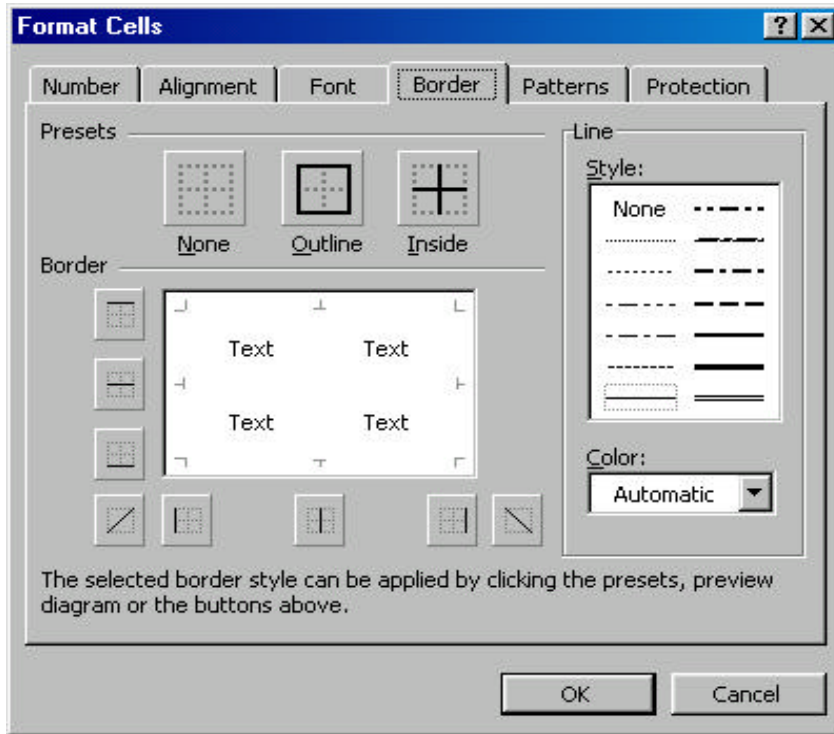 Format Cells
Number Alignment Font Border Patterns Protection
Presets
None Outline Inside
Border
Text Text
Text Text
Line
Style:
None
Color:
Automatic
The selected border style can be applied by clicking the presets, preview
diagram or the buttons above.
OK Cancel